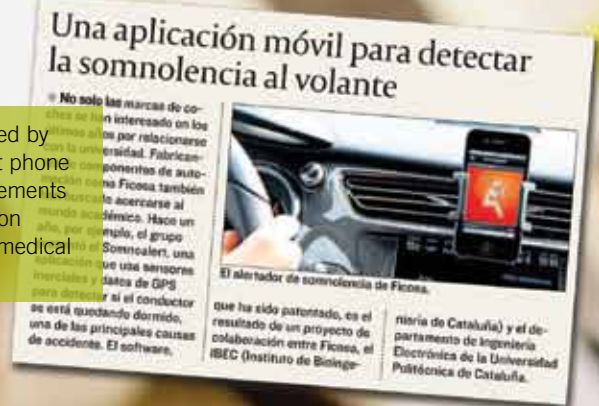 Una aplicación móvil para detectar
la somnolencia al volante
No solo las marcas de co-
ches se han interesado en los
últimos años por relacionarse
con la universidad. Fabrican-
de componentes de auto-
como Ficosa también
buscado acercarse al
mundo académico. Hace un
año, por ejemplo, el grupo
el Somnoalert, una
aplicación que usa sensores
inerciales y datos de GPS
para detectar si el conductor
se está quedando dormido,
una de las principales causas
de accidente. El software,
El alertador de somnolencia de Ficosa.
que ha sido patentado, es el
resultado de un proyecto de
colaboración entre Ficosa, el
IBEC (Instituto de Bioinge-
niería de Cataluña) y el de-
partamento de Ingeniería
Electrónica de la Universidad
Politécnica de Cataluña.
ed by
phone
ements
on
medical